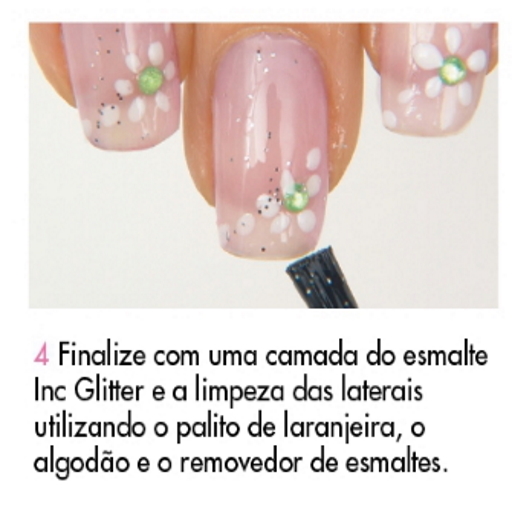 4 Finalize com uma camada do esmalte
Inc Glitter e a limpeza das laterais
utilizando o palito de laranjeira, o
algodão e o removedor de esmaltes.